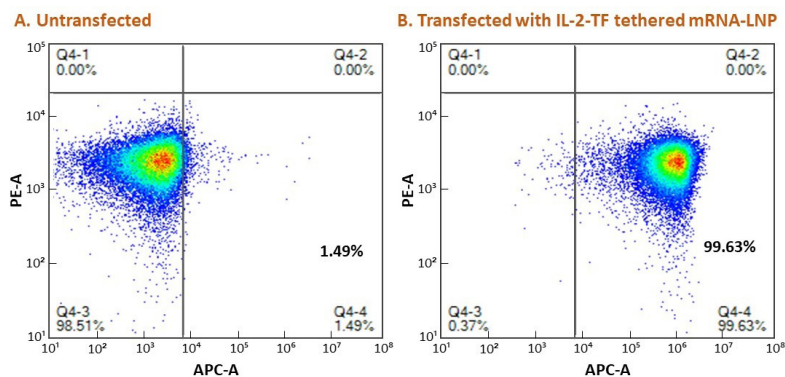 A. Untransfected
B. Transfected with IL-2-TF tethered mRNA-LNP
Q4-1
0.00%
Q4-2
0.00%
1.49%
Q4-3
98.51%
Q4-4
1.49%
PE-A
10⁵
10⁴
10³
10²
10¹
10¹ 10² 10³ 10⁴ 10⁵ 10⁶ 10⁷ 10⁸
APC-A
Q4-1
0.00%
Q4-2
0.00%
99.63%
Q4-3
0.37%
Q4-4
99.63%
PE-A
10⁵
10⁴
10³
10²
10¹
10¹ 10² 10³ 10⁴ 10⁵ 10⁶ 10⁷ 10⁸
APC-A